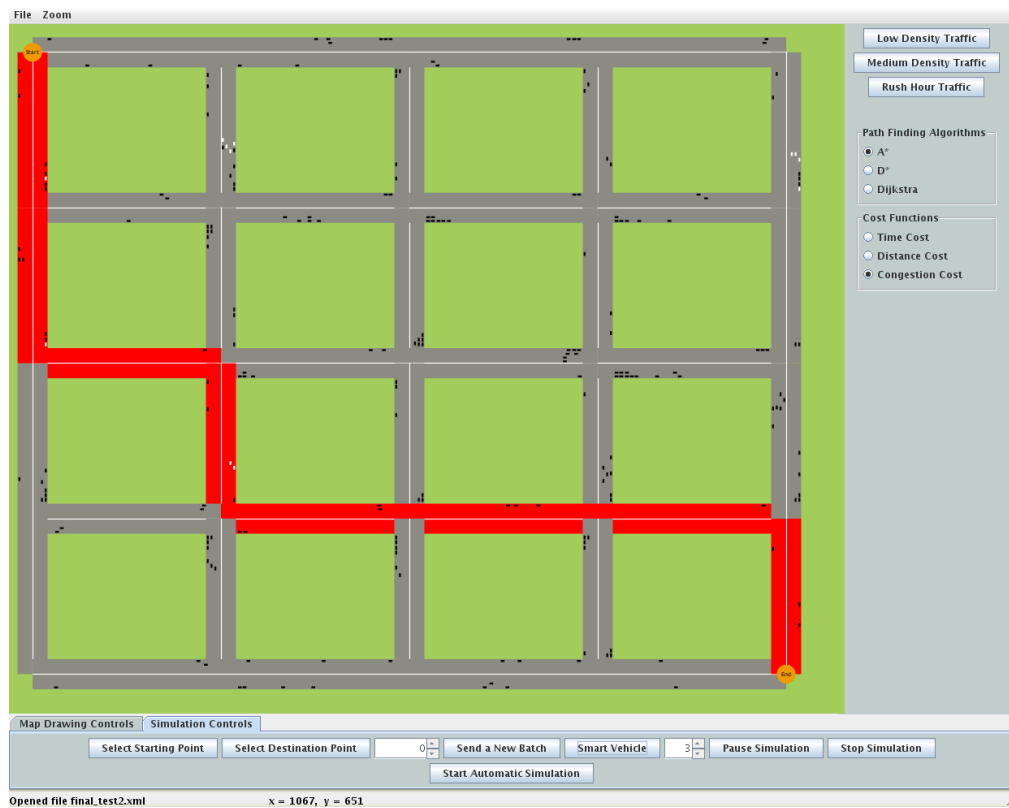 File Zoom
Start
Low Density Traffic
Medium Density Traffic
Rush Hour Traffic
Path Finding Algorithms
A*
D*
Dijkstra
Cost Functions
Time Cost
Distance Cost
Congestion Cost
End
Map Drawing Controls Simulation Controls
Select Starting Point Select Destination Point 0 Send a New Batch Smart Vehicle 3 Pause Simulation Stop Simulation
Start Automatic Simulation
Opened file final_test2.xml x = 1067, y = 651